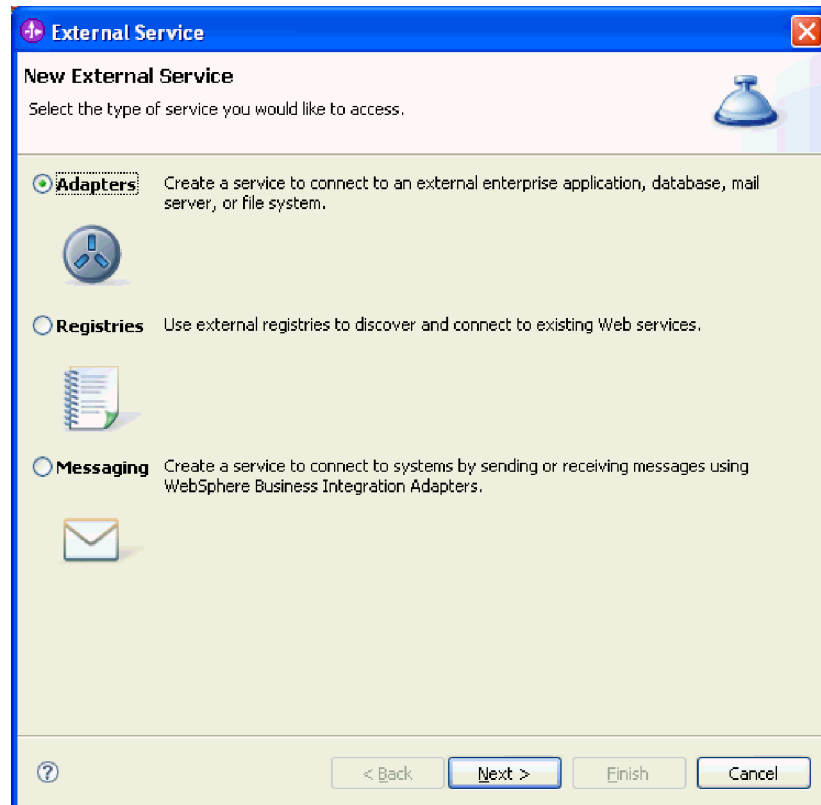 External Service
New External Service
Select the type of service you would like to access.
Adapters
Create a service to connect to an external enterprise application, database, mail
server, or file system.
Registries
Use external registries to discover and connect to existing Web services.
Messaging
Create a service to connect to systems by sending or receiving messages using
WebSphere Business Integration Adapters.
?
< Back
Next >
Finish
Cancel